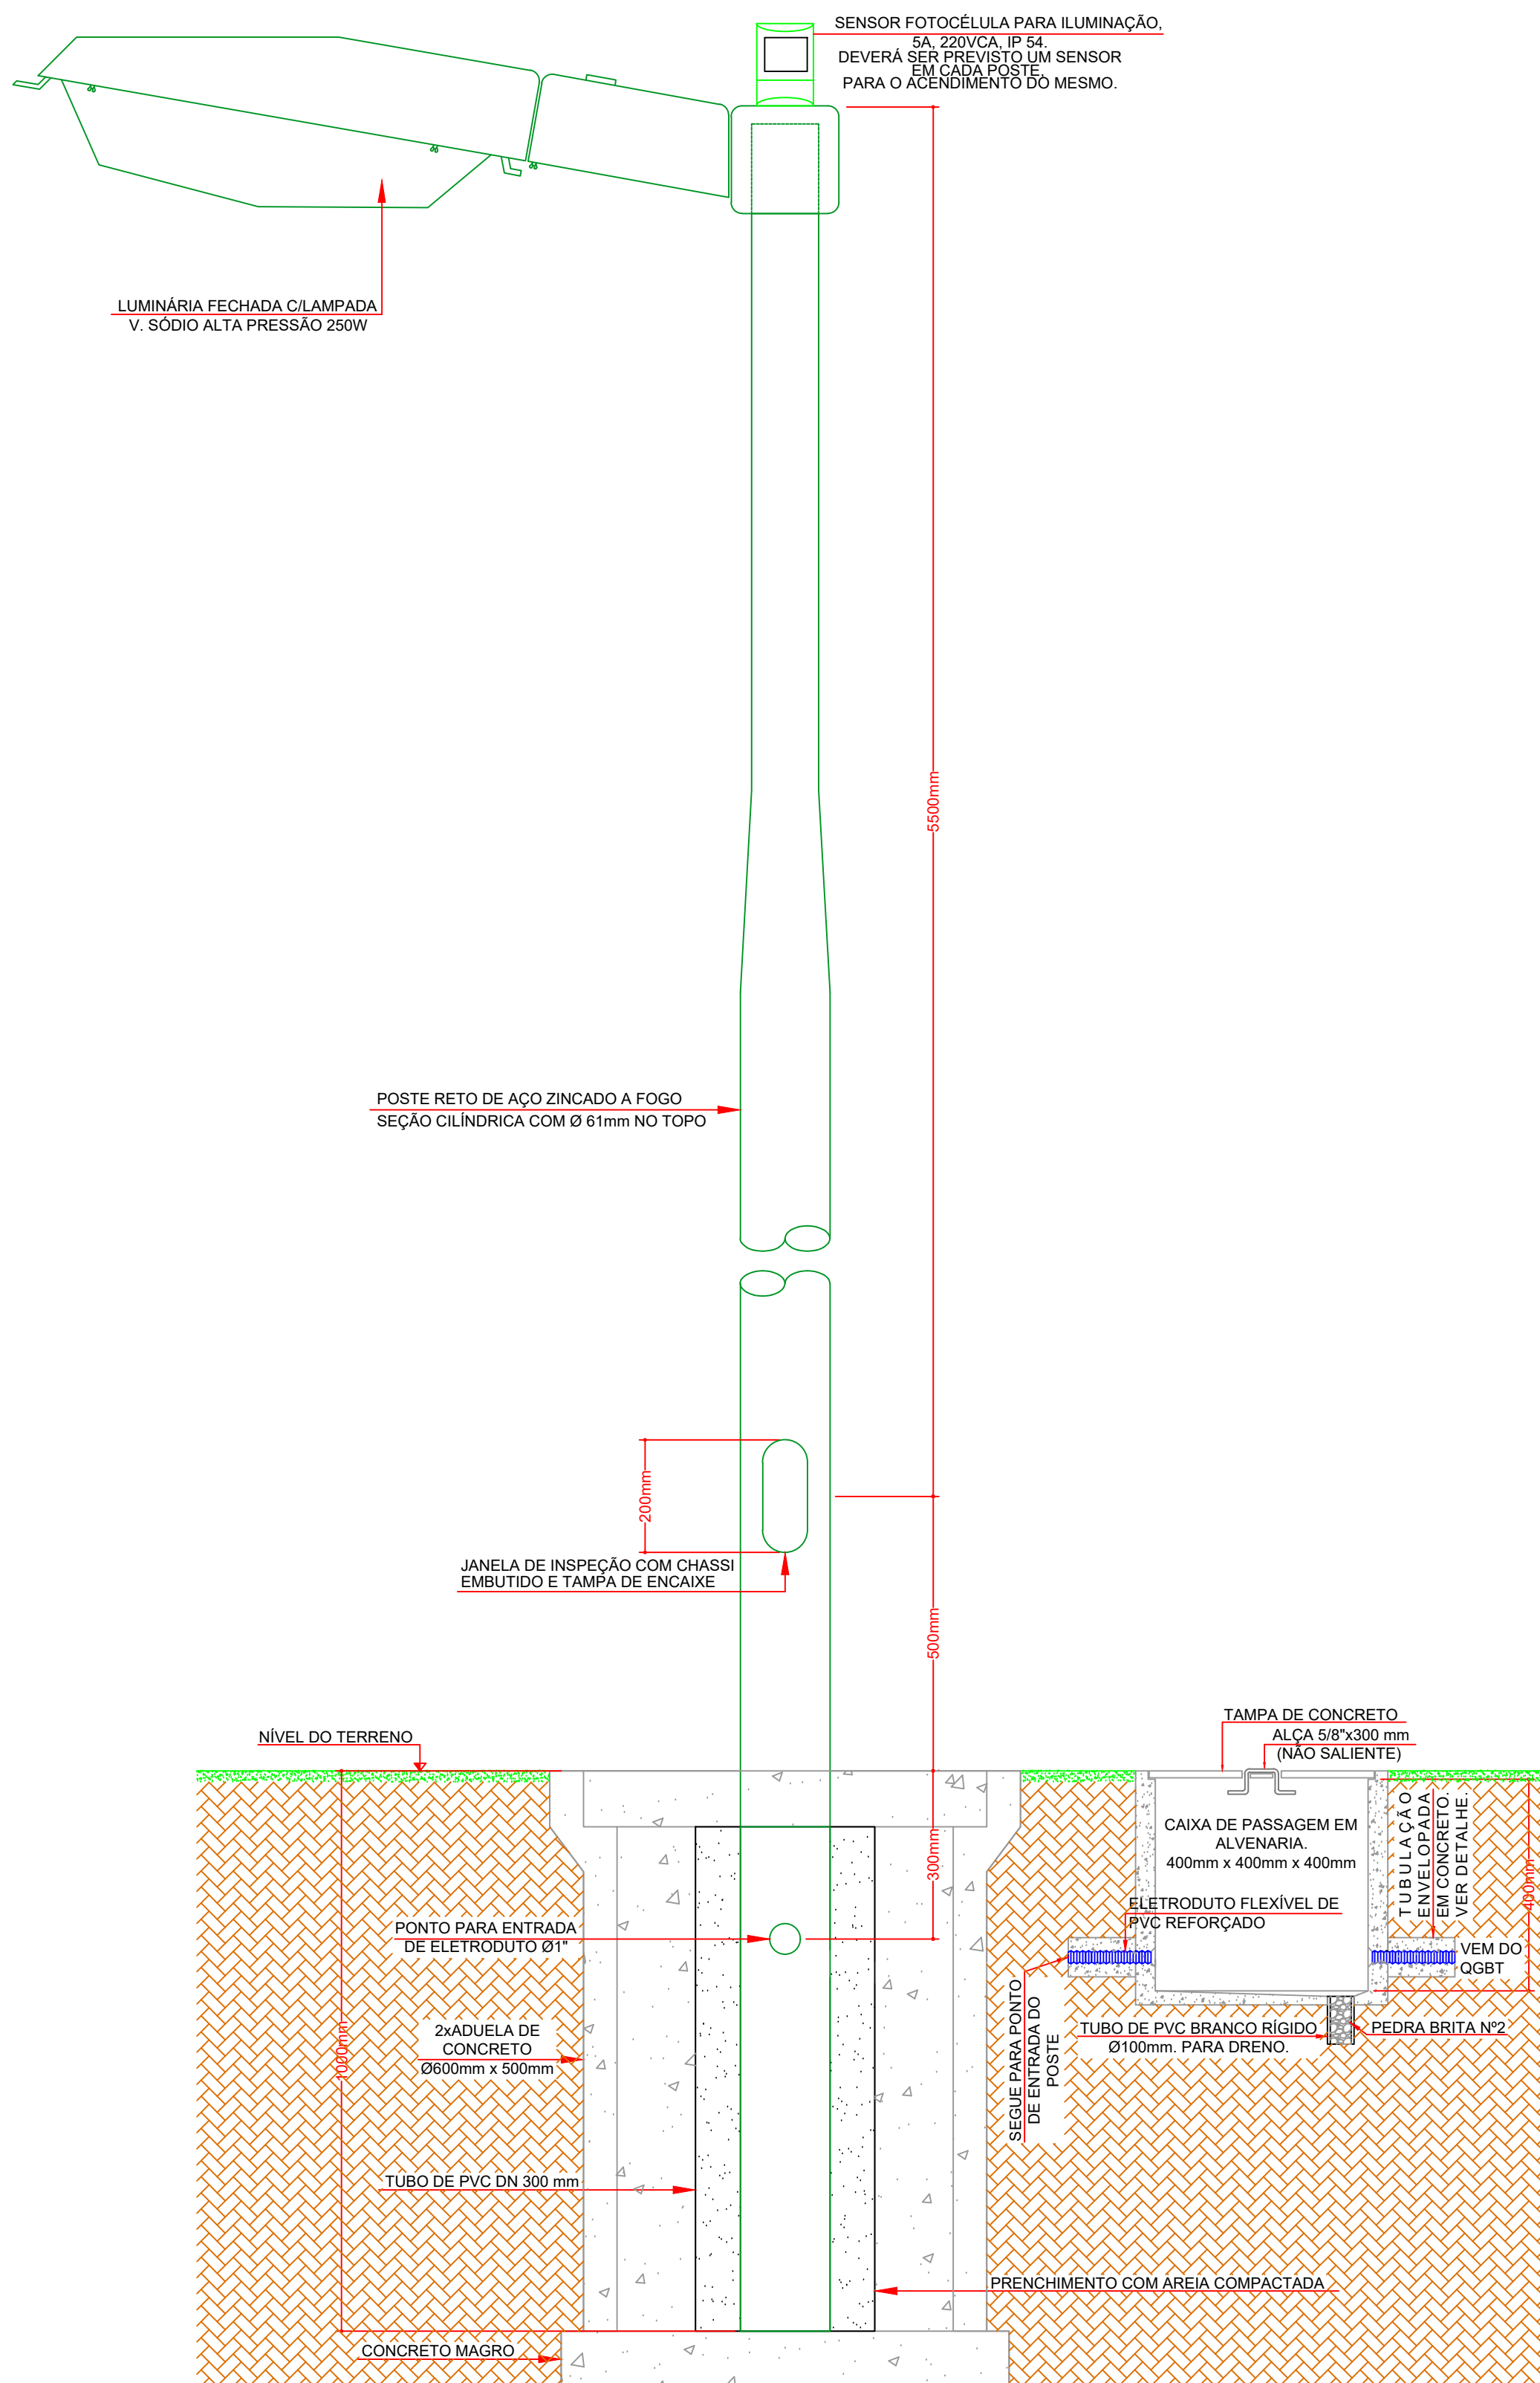 SENSOR FOTOCÉLULA PARA ILUMINAÇÃO,
5A, 220VCA, IP 54.
DEVERÁ SER PREVISTO UM SENSOR
EM CADA POSTE,
PARA O ACENDIMENTO DO MESMO.
LUMINÁRIA FECHADA C/LAMPADA
V. SÓDIO ALTA PRESSÃO 250W
5500mm
POSTE RETO DE AÇO ZINCADO A FOGO
SEÇÃO CILÍNDRICA COM Ø 61mm NO TOPO
200mm
JANELA DE INSPEÇÃO COM CHASSI
EMBUTIDO E TAMPA DE ENCAIXE
500mm
NÍVEL DO TERRENO
TAMPA DE CONCRETO
ALÇA 5/8"x300 mm
(NÃO SALIENTE)
CAIXA DE PASSAGEM EM
ALVENARIA.
400mm x 400mm x 400mm
TUBULAÇÃO
ENVELOPADA
EM CONCRETO.
VER DETALHE.
400mm
300mm
ELETRODUTO FLEXÍVEL DE
PVC REFORÇADO
PONTO PARA ENTRADA
DE ELETRODUTO Ø1"
VEM DO
QGBT
SEGUE PARA PONTO
DE ENTRADA DO
POSTE
TUBO DE PVC BRANCO RÍGIDO
Ø100mm. PARA DRENO.
PEDRA BRITA Nº2
2xADUELA DE
CONCRETO
Ø600mm x 500mm
1000mm
TUBO DE PVC DN 300 mm
PRENCHIMENTO COM AREIA COMPACTADA
CONCRETO MAGRO